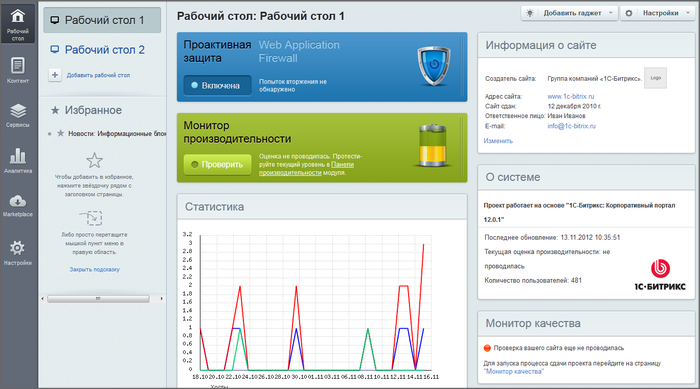 Рабочий стол
Контент
Сервисы
Аналитика
Marketplace
Настройки
Рабочий стол 1
Рабочий стол 2
Добавить рабочий стол
Избранное
Новости: Информационные блок
Чтобы добавить в избранное,
нажмите звёздочку рядом с
заголовком страницы.
Либо просто перетащите
мышкой пункт меню в
правую область.
Закрыть подсказку
Рабочий стол: Рабочий стол 1
Добавить гаджет
Настройки
Проактивная защита
Web Application Firewall
Включена
Попыток вторжения не
обнаружено
Монитор
производительности
Проверить
Оценка не проводилась. Протести-
руйте текущий уровень в Панели
производительности модуля.
Статистика
3.2
3
2.8
2.6
2.4
2.2
2
1.8
1.6
1.4
1.2
1
0.8
0.6
0.4
0.2
0
18.10 20.10 22.10 24.10 26.10 28.10 30.10 01.11 03.11 06.11 08.11 10.11 12.11 14.11 16.11
Хосты
Информация о сайте
Создатель сайта: Группа компаний «1С-Битрикс».
Logo
Адрес сайта: www.1c-bitrix.ru
Сайт сдан: 12 декабря 2010 г.
Ответственное лицо: Иван Иванов
E-mail: info@1c-bitrix.ru
Изменить
О системе
Проект работает на основе "1С-Битрикс: Корпоративный портал
12.0.1"
Последнее обновление: 13.11.2012 10:35:51
Текущая оценка производительности: не
проводилась
Количество пользователей: 481
1С-БИТРИКС
Монитор качества
Проверка вашего сайта еще не проводилась
Для запуска процесса сдачи проекта перейдите на страницу
"Монитор качества"